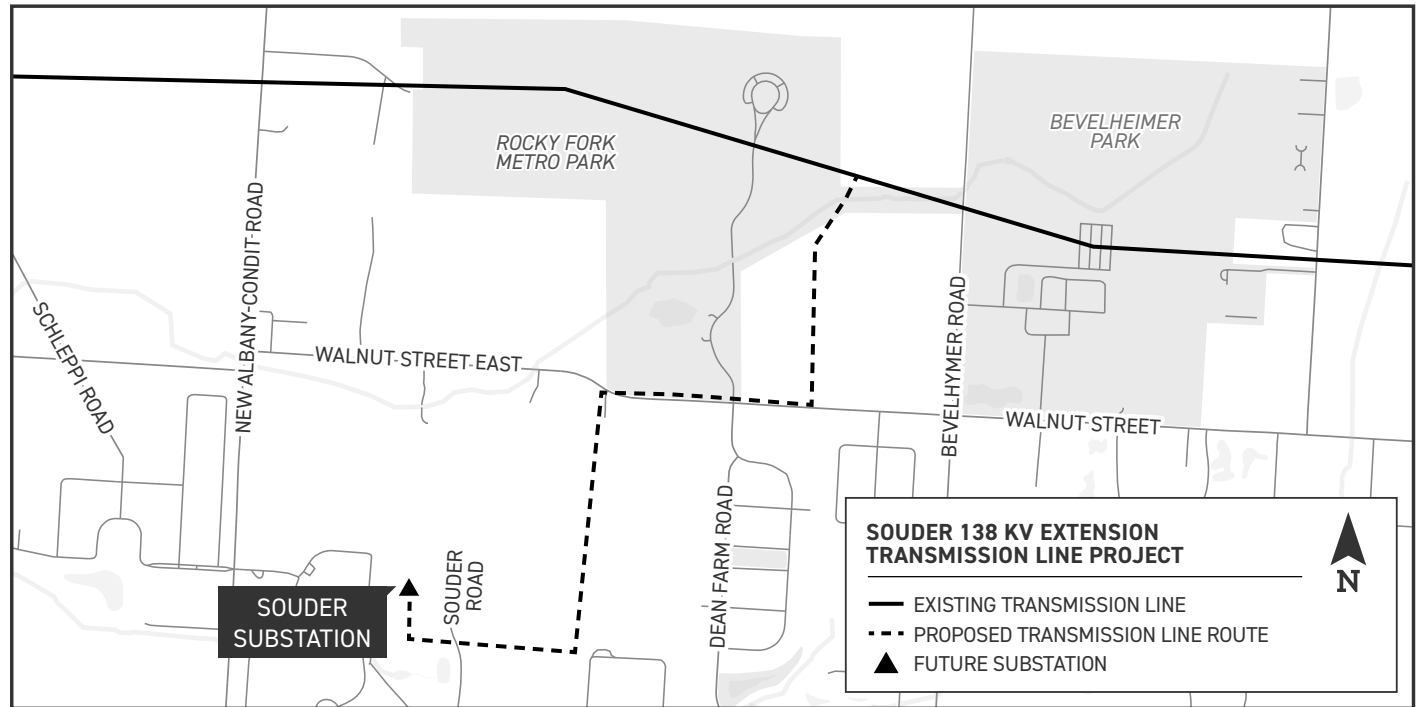 ROCKY FORK
METRO PARK
BEVELHEIMER
PARK
NEW ALBANY-CONDIT ROAD
SCHLEPPI ROAD
WALNUT STREET EAST
BEVELHYMER ROAD
WALNUT STREET
DEAN FARM ROAD
SOUDER
ROAD
SOUDER
SUBSTATION
SOUDER 138 KV EXTENSION
TRANSMISSION LINE PROJECT
N
EXISTING TRANSMISSION LINE
PROPOSED TRANSMISSION LINE ROUTE
FUTURE SUBSTATION